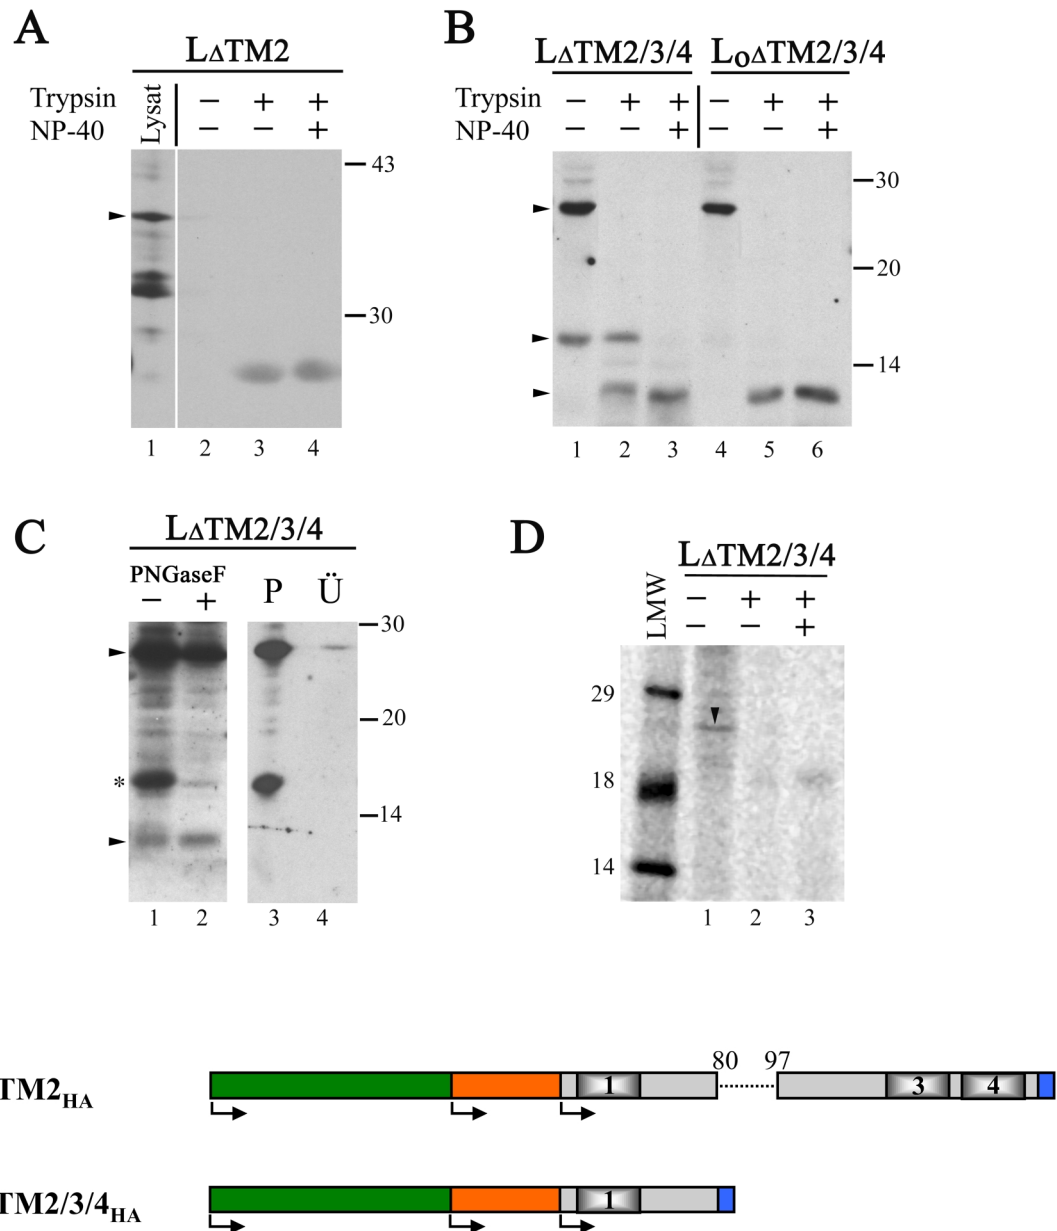 A
LΔTM2
Trypsin – + +
NP-40 – – +
Lysat
43
30
1 2 3 4
B
LΔTM2/3/4 LoΔTM2/3/4
Trypsin – + + – + +
NP-40 – – + – – +
30
20
14
1 2 3 4 5 6
C
LΔTM2/3/4
PNGaseF
– + P Ü
30
20
*
14
1 2 3 4
D
LΔTM2/3/4
LMW
– + +
– – +
29
18
14
1 2 3
80 97
TM2HA 1 3 4
TM2/3/4HA 1